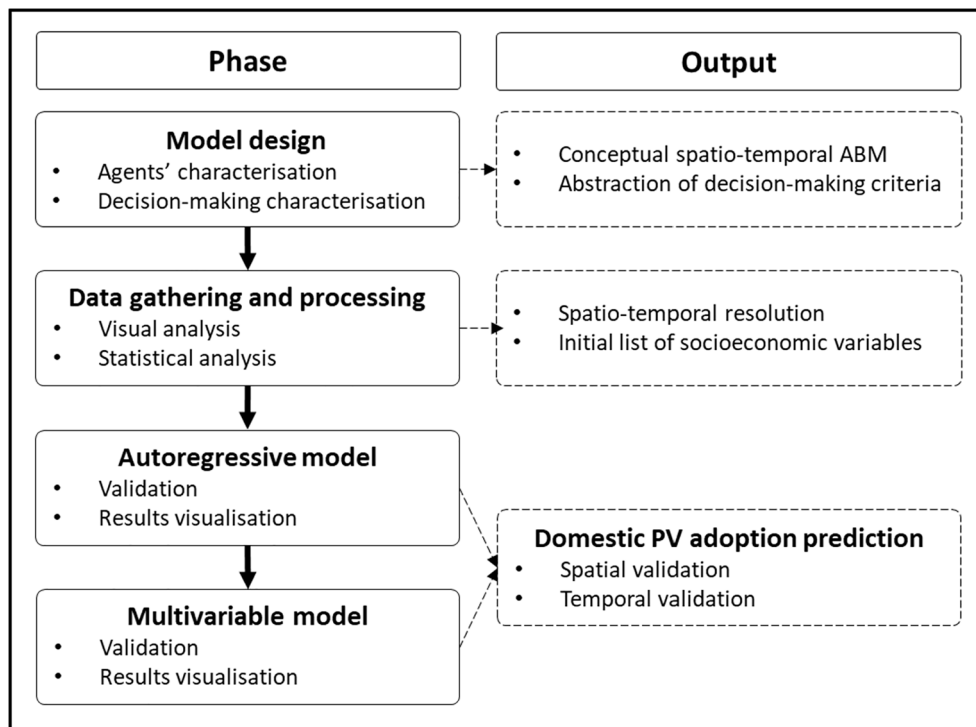 Phase
Output
Model design
• Agents’ characterisation
• Decision-making characterisation
• Conceptual spatio-temporal ABM
• Abstraction of decision-making criteria
Data gathering and processing
• Visual analysis
• Statistical analysis
• Spatio-temporal resolution
• Initial list of socioeconomic variables
Autoregressive model
• Validation
• Results visualisation
Domestic PV adoption prediction
• Spatial validation
• Temporal validation
Multivariable model
• Validation
• Results visualisation